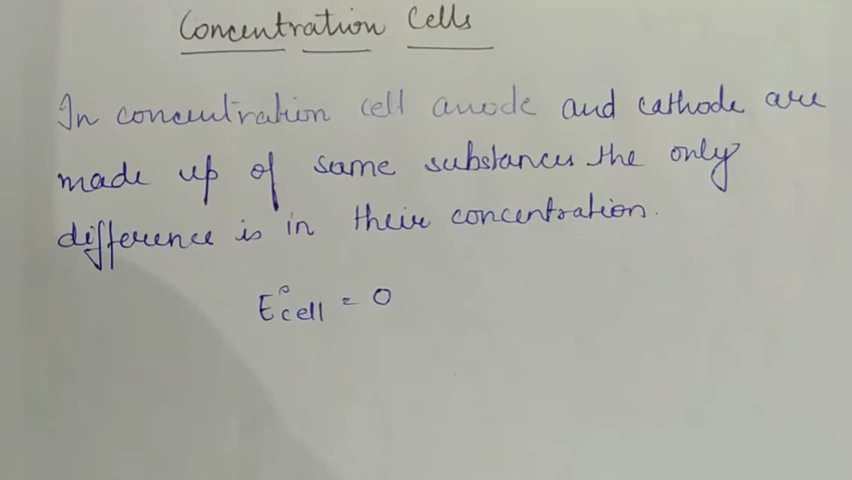 Concentration Cells
In concentration cell anode and cathode are
made up of same substances the only
difference is in their concentration.
E°cell = 0